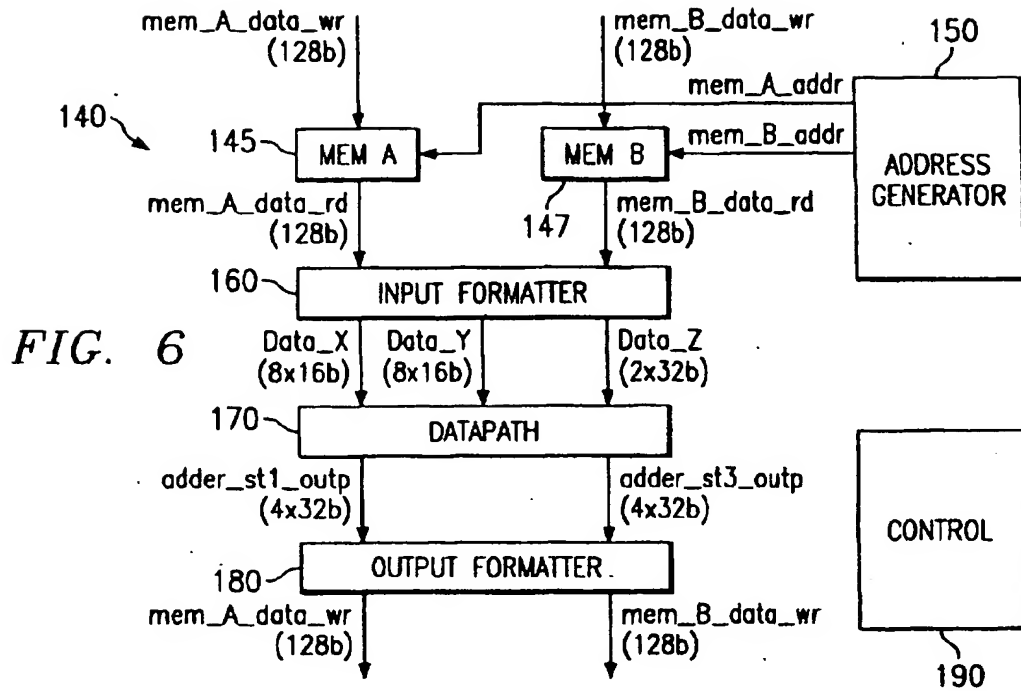 mem_A_data_wr
(128b)
mem_B_data_wr
(128b)
150
mem_A_addr
140
145
MEM A
MEM B
mem_B_addr
ADDRESS
GENERATOR
mem_A_data_rd
(128b)
147
mem_B_data_rd
(128b)
160
INPUT FORMATTER
FIG. 6
Data_X
(8x16b)
Data_Y
(8x16b)
Data_Z
(2x32b)
170
DATAPATH
adder_st1_outp
(4x32b)
adder_st3_outp
(4x32b)
CONTROL
180
OUTPUT FORMATTER
mem_A_data_wr
(128b)
mem_B_data_wr
(128b)
190